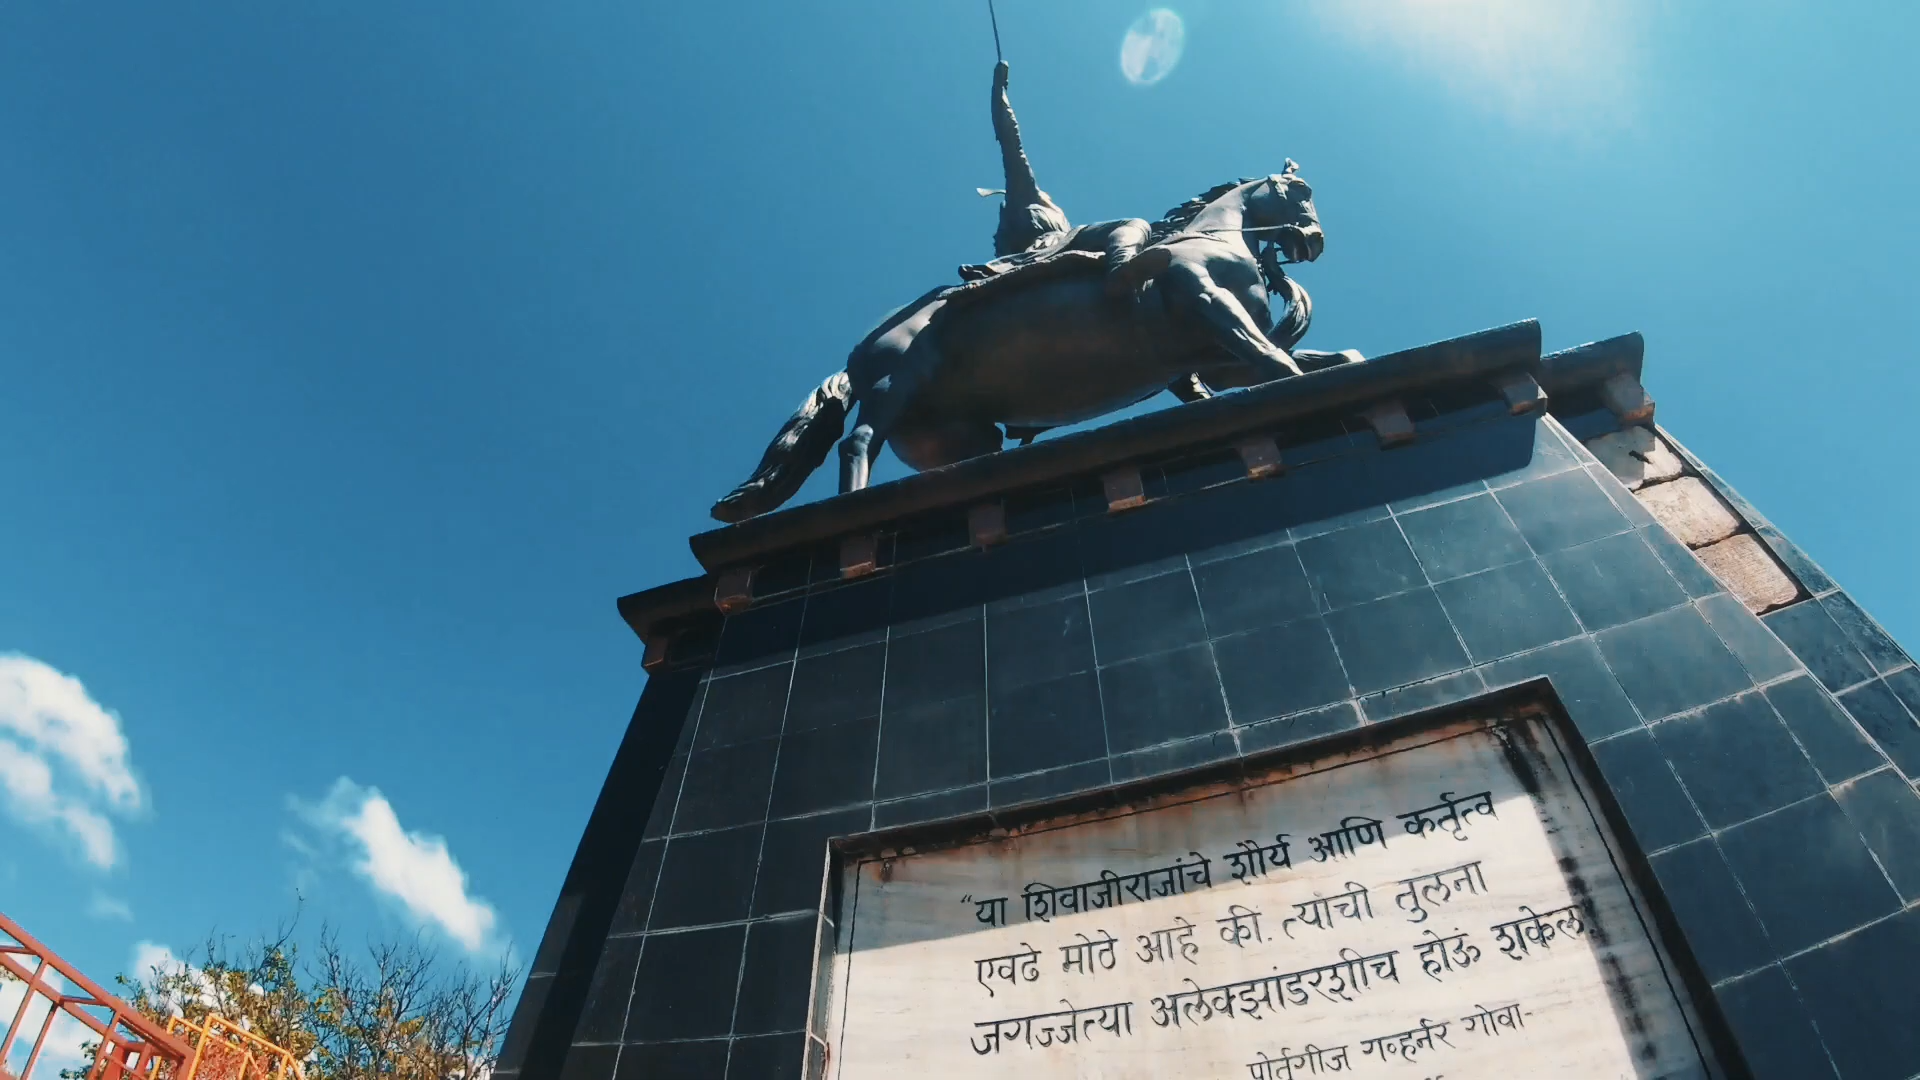 "या शिवाजीराजांचे शौर्य आणि कर्तृत्व
एवढे मोठे आहे की. त्यांची तुलना
जगज्जेत्या अलेक्झांडरशीच होऊं शकेल.
पोर्तुगीज गव्हर्नर गोवा-